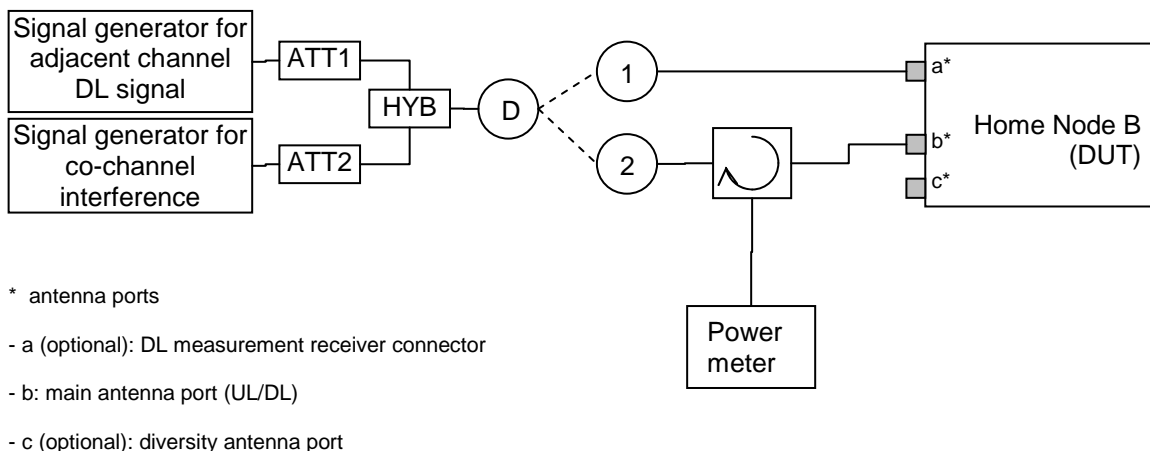 Signal generator for
adjacent channel
DL signal
ATT1
HYB
Signal generator for
co-channel
interference
ATT2
D
1
2
a*
b*
c*
Home Node B
(DUT)
Power
meter
* antenna ports
- a (optional): DL measurement receiver connector
- b: main antenna port (UL/DL)
- c (optional): diversity antenna port